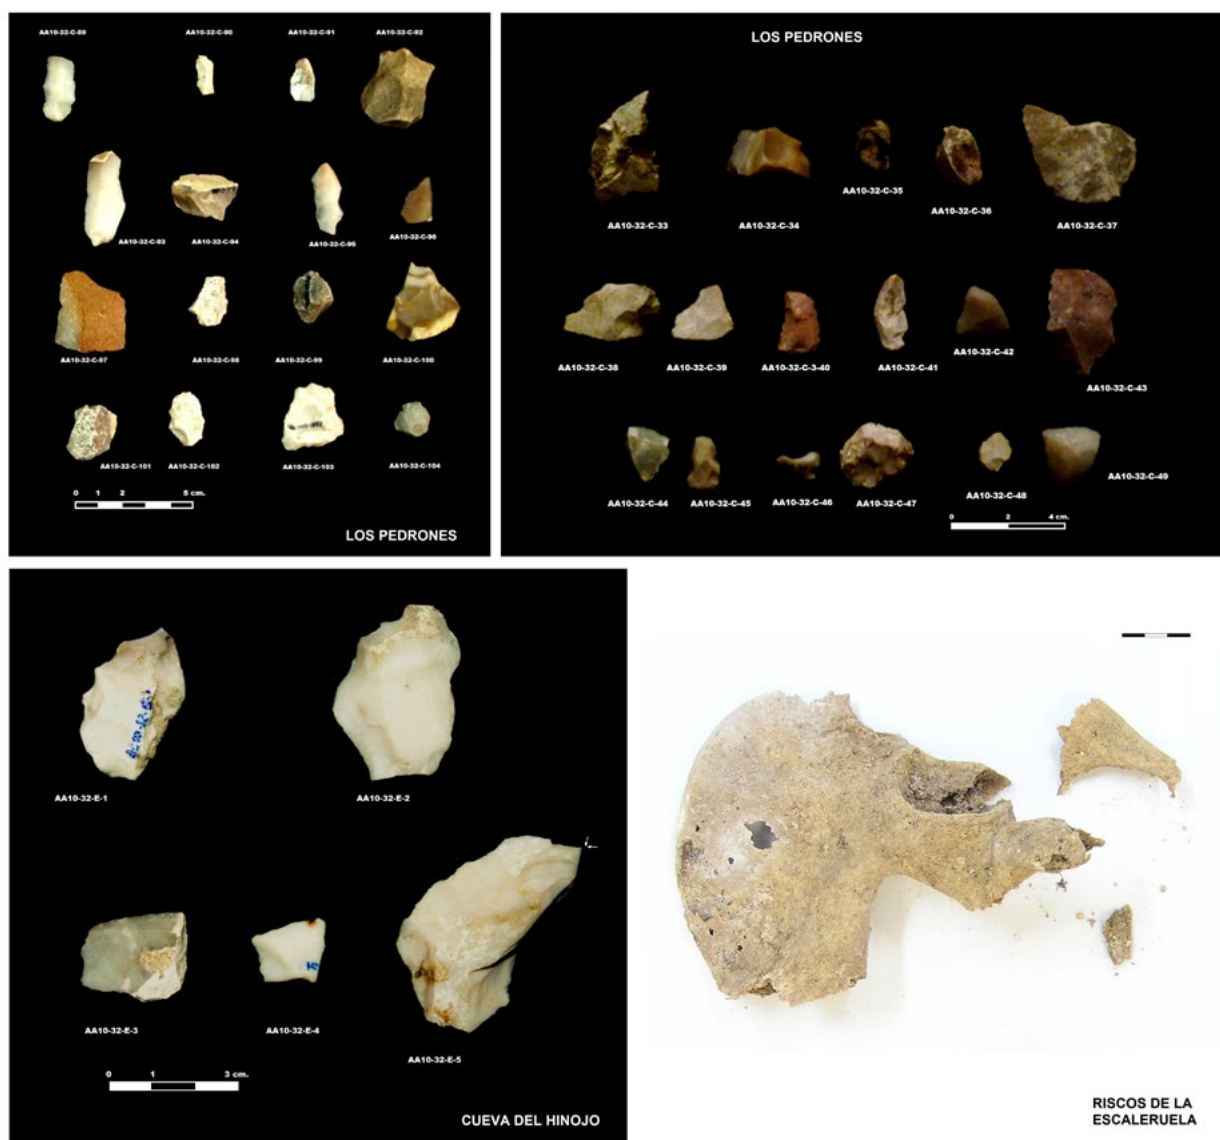 AA10-32-C-89 AA10-32-C-90 AA10-32-C-91 AA10-32-C-92
AA10-32-C-93 AA10-32-C-94 AA10-32-C-95 AA10-32-C-96
AA10-32-C-97 AA10-32-C-98 AA10-32-C-99 AA10-32-C-100
AA10-32-C-101 AA10-32-C-102 AA10-32-C-103 AA10-32-C-104
0 1 2 5 cm.
LOS PEDRONES
LOS PEDRONES
AA10-32-C-33 AA10-32-C-34 AA10-32-C-35 AA10-32-C-36 AA10-32-C-37
AA10-32-C-38 AA10-32-C-39 AA10-32-C-3-40 AA10-32-C-41 AA10-32-C-42 AA10-32-C-43
AA10-32-C-44 AA10-32-C-45 AA10-32-C-46 AA10-32-C-47 AA10-32-C-48 AA10-32-C-49
0 2 4 cm.
AA10-32-E-1 AA10-32-E-2
AA10-32-E-3 AA10-32-E-4 AA10-32-E-5
0 1 3 cm.
CUEVA DEL HINOJO
RISCOS DE LA
ESCALERUELA